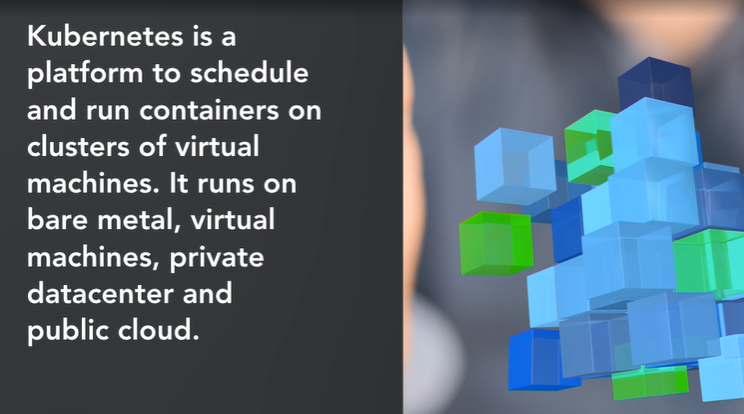 Kubernetes is a
platform to schedule
and run containers on
clusters of virtual
machines. It runs on
bare metal, virtual
machines, private
datacenter and
public cloud.